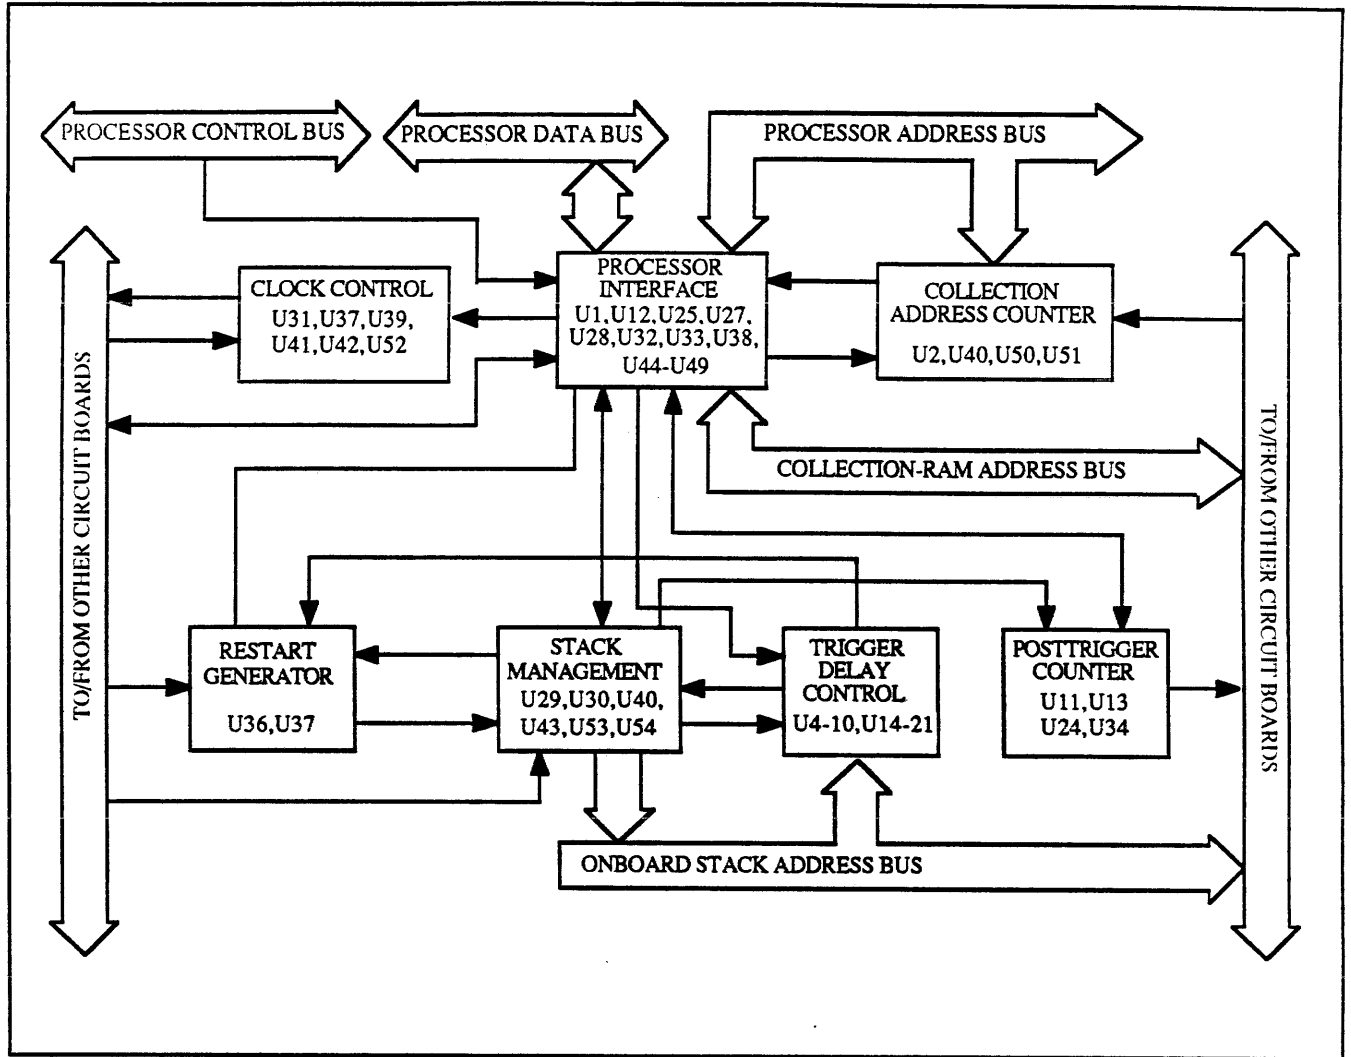 PROCESSOR CONTROL BUS
PROCESSOR DATA BUS
PROCESSOR ADDRESS BUS
CLOCK CONTROL
U31,U37,U39,
U41,U42,U52
PROCESSOR
INTERFACE
U1,U12,U25,U27,
U28,U32,U33,U38,
U44-U49
COLLECTION
ADDRESS COUNTER
U2,U40,U50,U51
TO/FROM OTHER CIRCUIT BOARDS
TO/FROM OTHER CIRCUIT BOARDS
COLLECTION-RAM ADDRESS BUS
RESTART
GENERATOR
U36,U37
STACK
MANAGEMENT
U29,U30,U40,
U43,U53,U54
TRIGGER
DELAY
CONTROL
U4-10,U14-21
POSTTRIGGER
COUNTER
U11,U13
U24,U34
ONBOARD STACK ADDRESS BUS